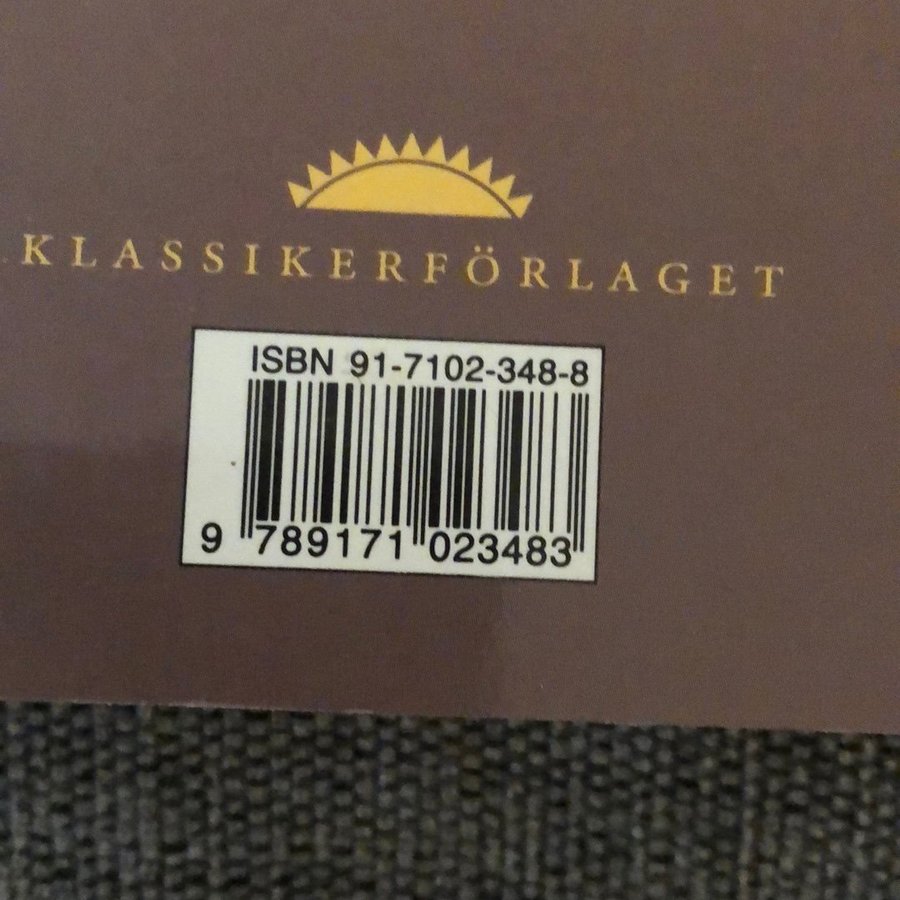 KLASSIKERFÖRLAGET
ISBN 91-7102-348-8
9 789171 023483